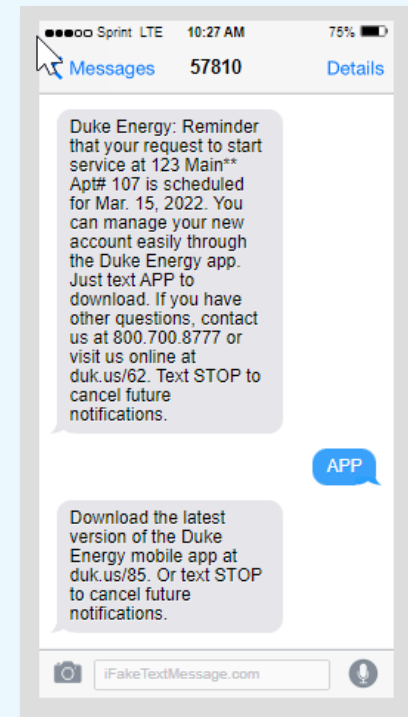 Sprint LTE 10:27 AM 75%
Messages 57810 Details
Duke Energy: Reminder
that your request to start
service at 123 Main**
Apt# 107 is scheduled
for Mar. 15, 2022. You
can manage your new
account easily through
the Duke Energy app.
Just text APP to
download. If you have
other questions, contact
us at 800.700.8777 or
visit us online at
duk.us/62. Text STOP to
cancel future
notifications.
APP
Download the latest
version of the Duke
Energy mobile app at
duk.us/85. Or text STOP
to cancel future
notifications.
iFakeTextMessage.com